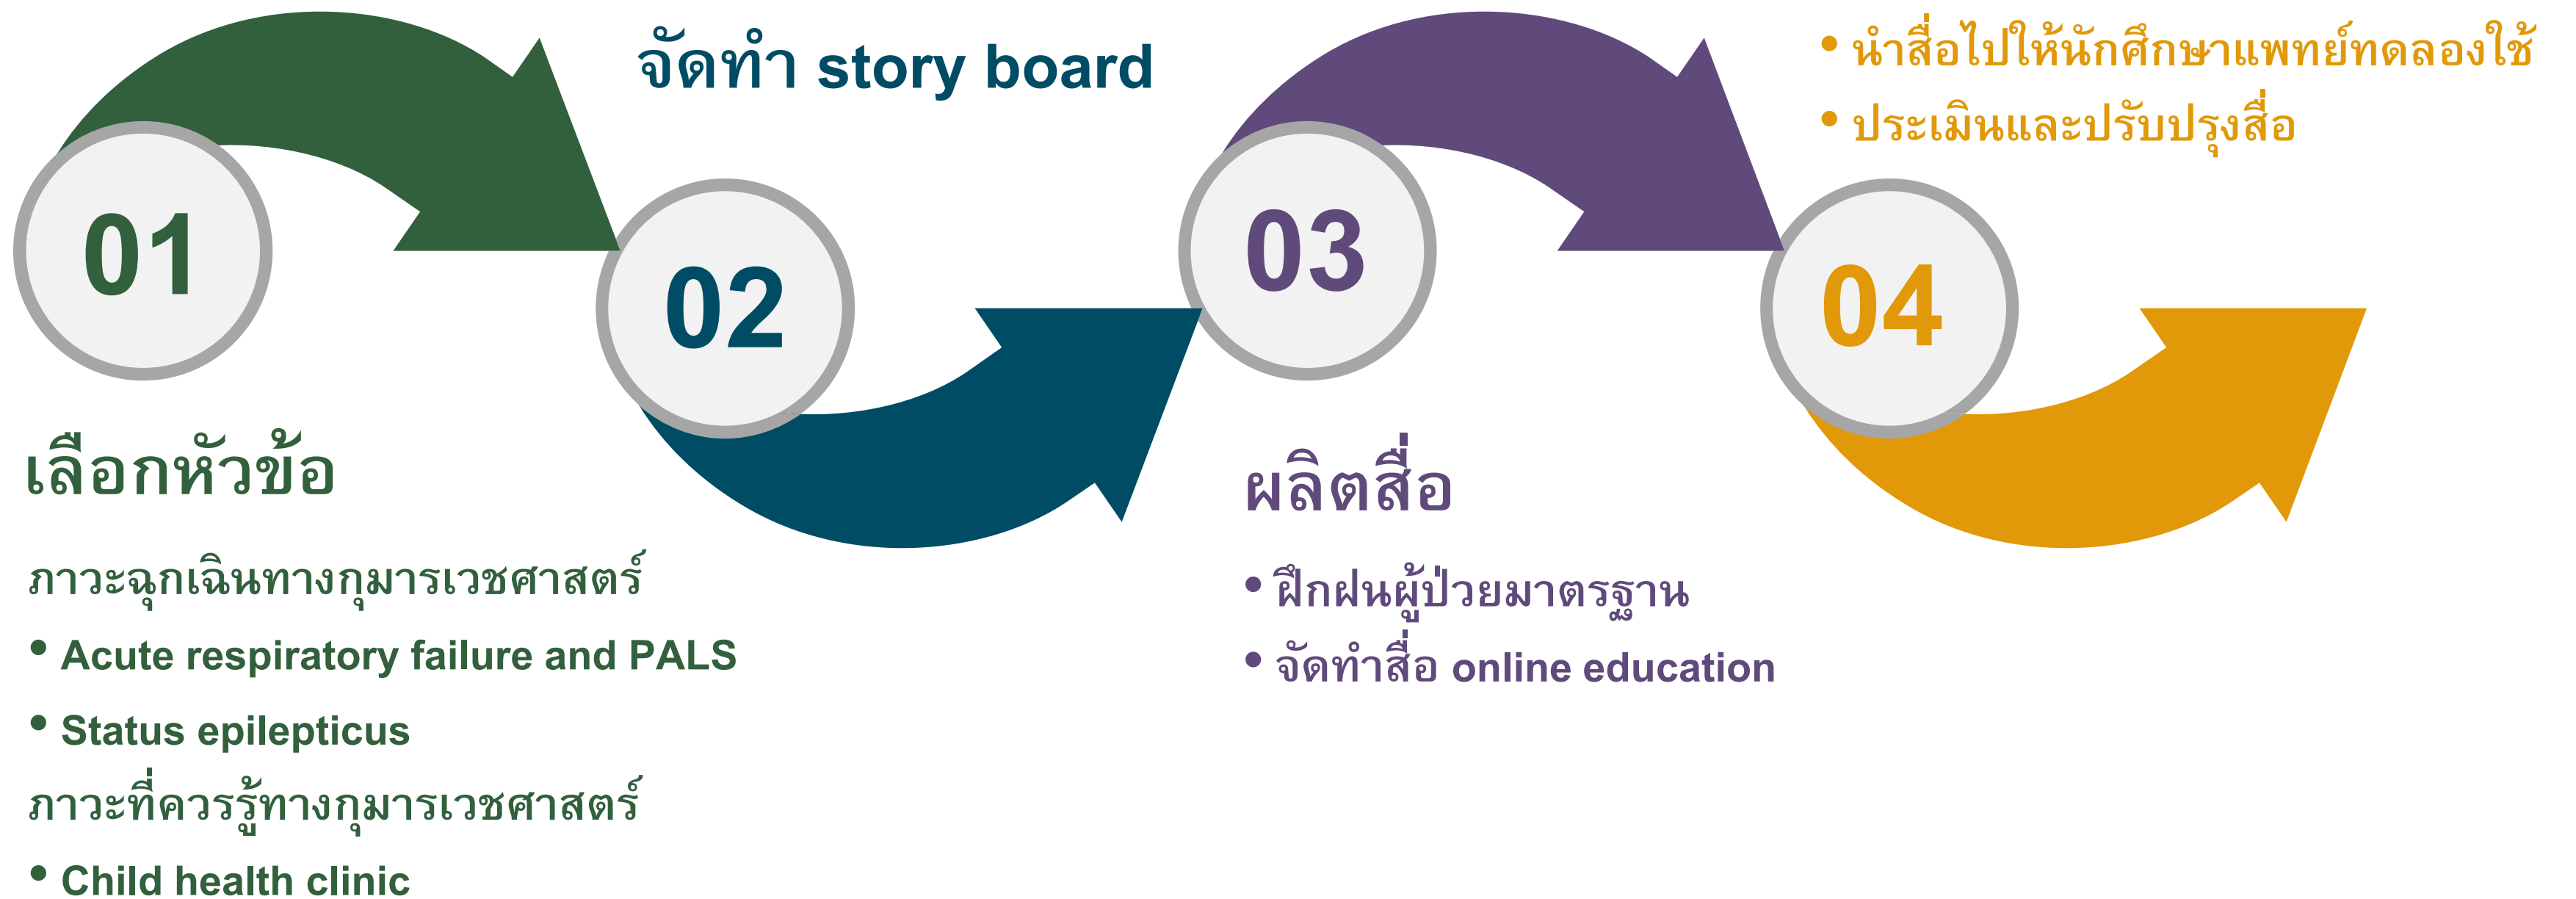 01
เลือกหัวข้อ
ภาวะฉุกเฉินทางกุมารเวชศาสตร์
• Acute respiratory failure and PALS
• Status epilepticus
ภาวะที่ควรรู้ทางกุมารเวชศาสตร์
• Child health clinic
จัดทำ story board
02
03
ผลิตสื่อ
• ฝึกฝนผู้ป่วยมาตรฐาน
• จัดทำสื่อ online education
• นำสื่อไปให้นักศึกษาแพทย์ทดลองใช้
• ประเมินและปรับปรุงสื่อ
04